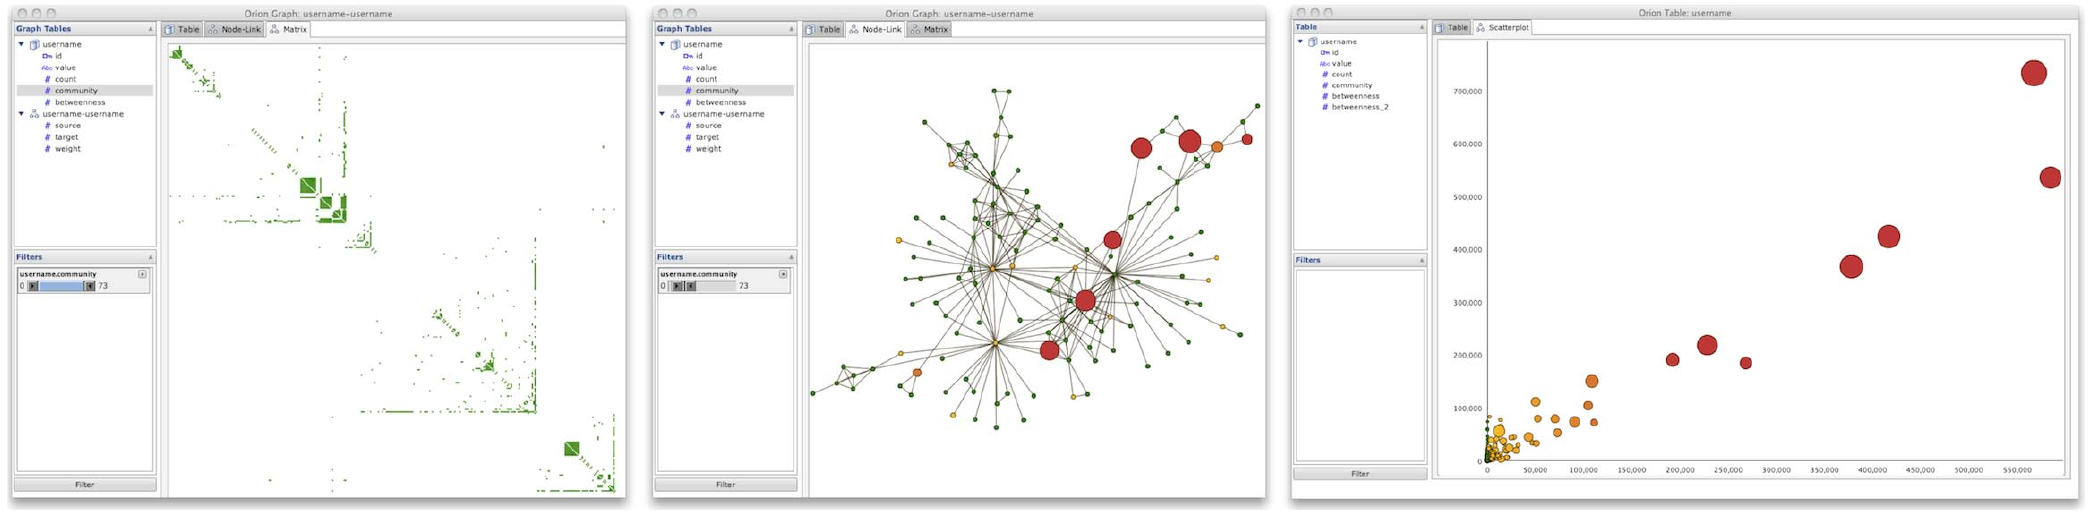 Orion Graph: username-username
Graph Tables
username
id
Abc value
# count
# community
# betweenness
username-username
# source
# target
# weight
Filters
username.community
x
0 73
Filter
Table Node-Link Matrix
Orion Graph: username-username
Graph Tables
username
id
Abc value
# count
# community
# betweenness
username-username
# source
# target
# weight
Filters
username.community
x
0 73
Filter
Table Node-Link Matrix
Orion Table: username
Table
username
id
Abc value
# count
# community
# betweenness
# betweenness_2
Filters
Filter
Table Scatterplot
700,000
600,000
500,000
400,000
300,000
200,000
100,000
0
0 50,000 100,000 150,000 200,000 250,000 300,000 350,000 400,000 450,000 500,000 550,000